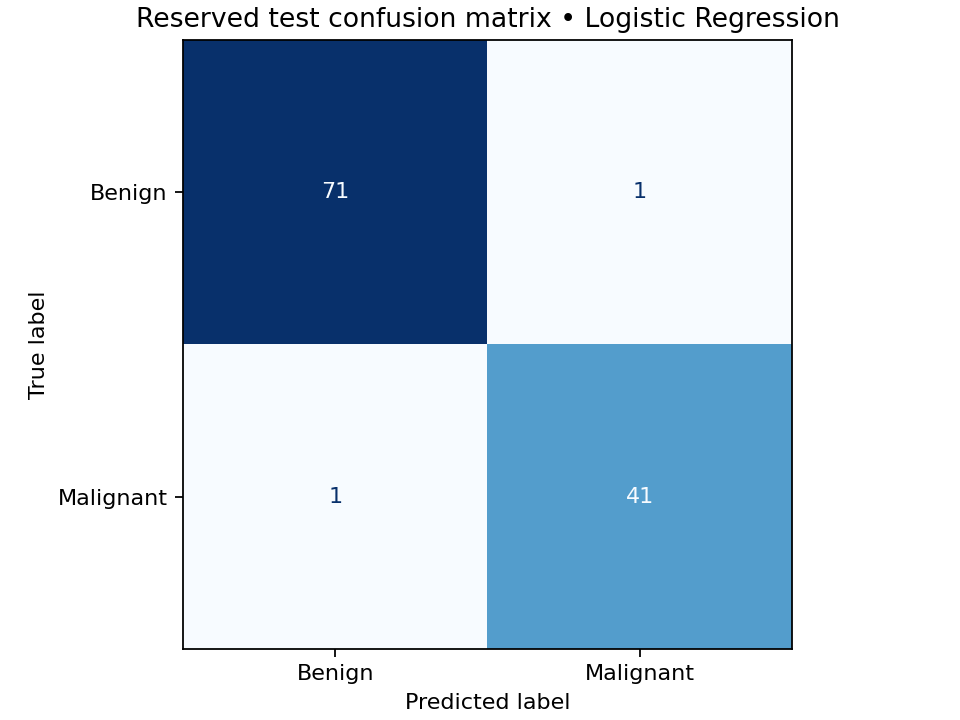 Reserved test confusion matrix • Logistic Regression
Benign
71
1
True label
Malignant
1
41
Benign
Malignant
Predicted label